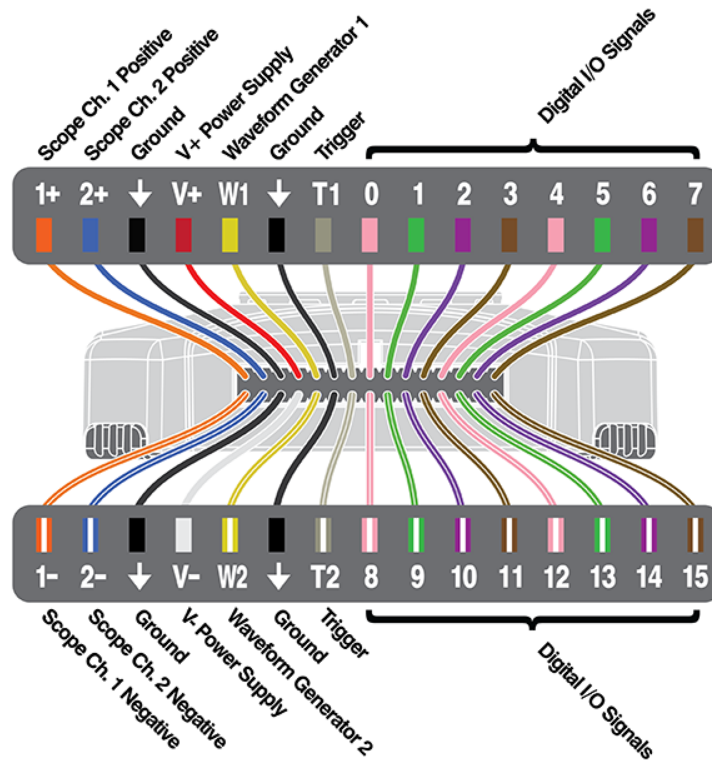 Scope Ch. 1 Positive
Scope Ch. 2 Positive
Ground
V+ Power Supply
Waveform Generator 1
Ground
Trigger
Digital I/O Signals
1+ 2+ ↓ V+ W1 ↓ T1 0 1 2 3 4 5 6 7
1- 2- ↓ V- W2 ↓ T2 8 9 10 11 12 13 14 15
Scope Ch. 1 Negative
Scope Ch. 2 Negative
Ground
V- Power Supply
Waveform Generator 2
Ground
Trigger
Digital I/O Signals